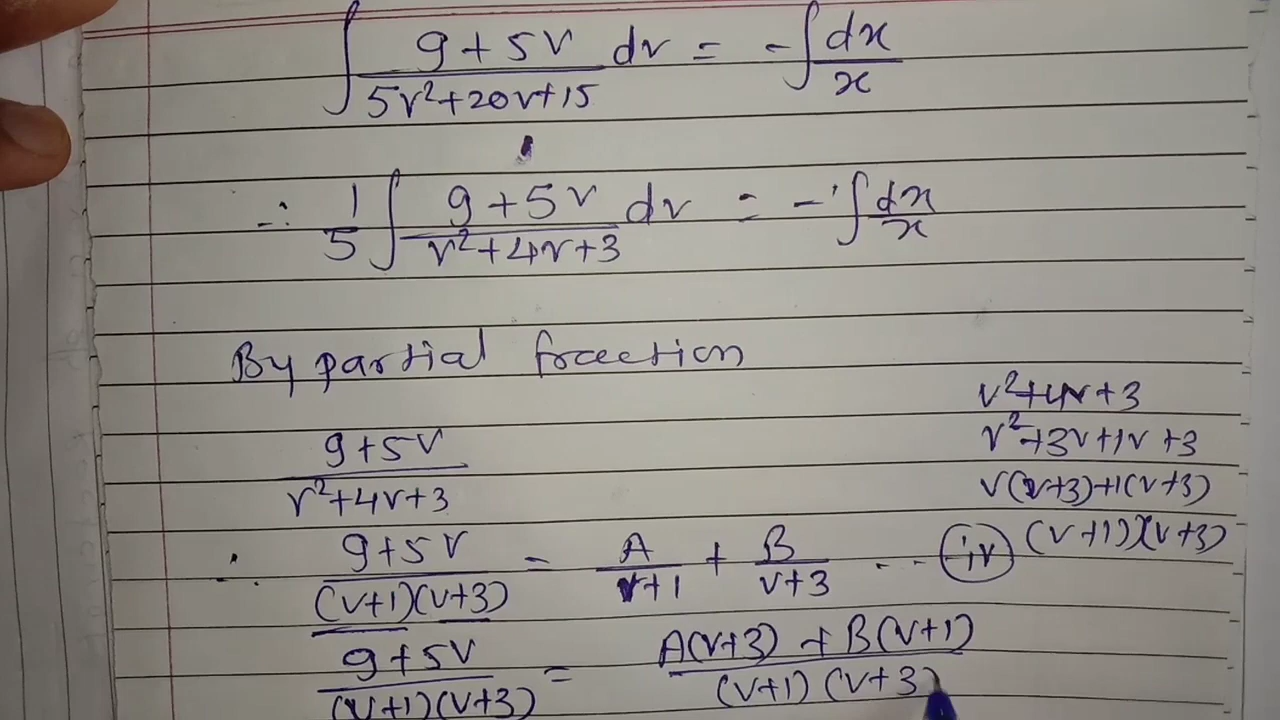 ∫ 9+5v / 5v²+20v+15 dv = -∫ dx / x
∴ 1/5 ∫ 9+5v / v²+4v+3 dv = -∫ dx / x
By partial fraction
v²+4v+3
v²+3v+1v+3
v(v+3)+1(v+3)
(v+1)(v+3)
9+5v / v²+4v+3
∴ 9+5v / (v+1)(v+3) = A / v+1 + B / v+3 ... (iv)
9+5v / (v+1)(v+3) = A(v+3) + B(v+1) / (v+1)(v+3)